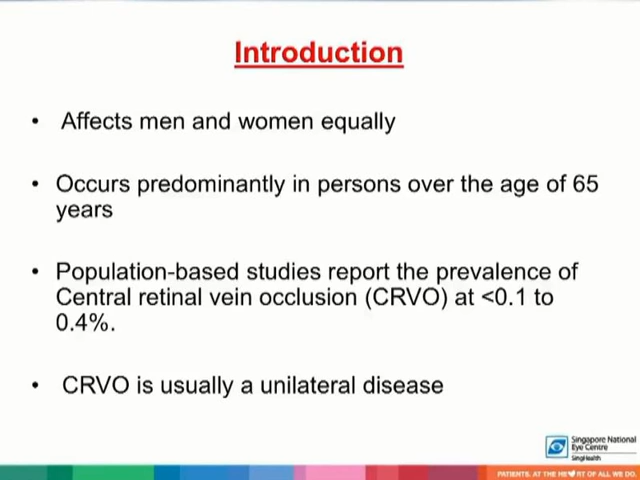 Introduction
• Affects men and women equally
• Occurs predominantly in persons over the age of 65
years
• Population-based studies report the prevalence of
Central retinal vein occlusion (CRVO) at <0.1 to
0.4%.
• CRVO is usually a unilateral disease
Singapore National
Eye Centre
SingHealth
PATIENTS. AT THE HE♥RT OF ALL WE DO.